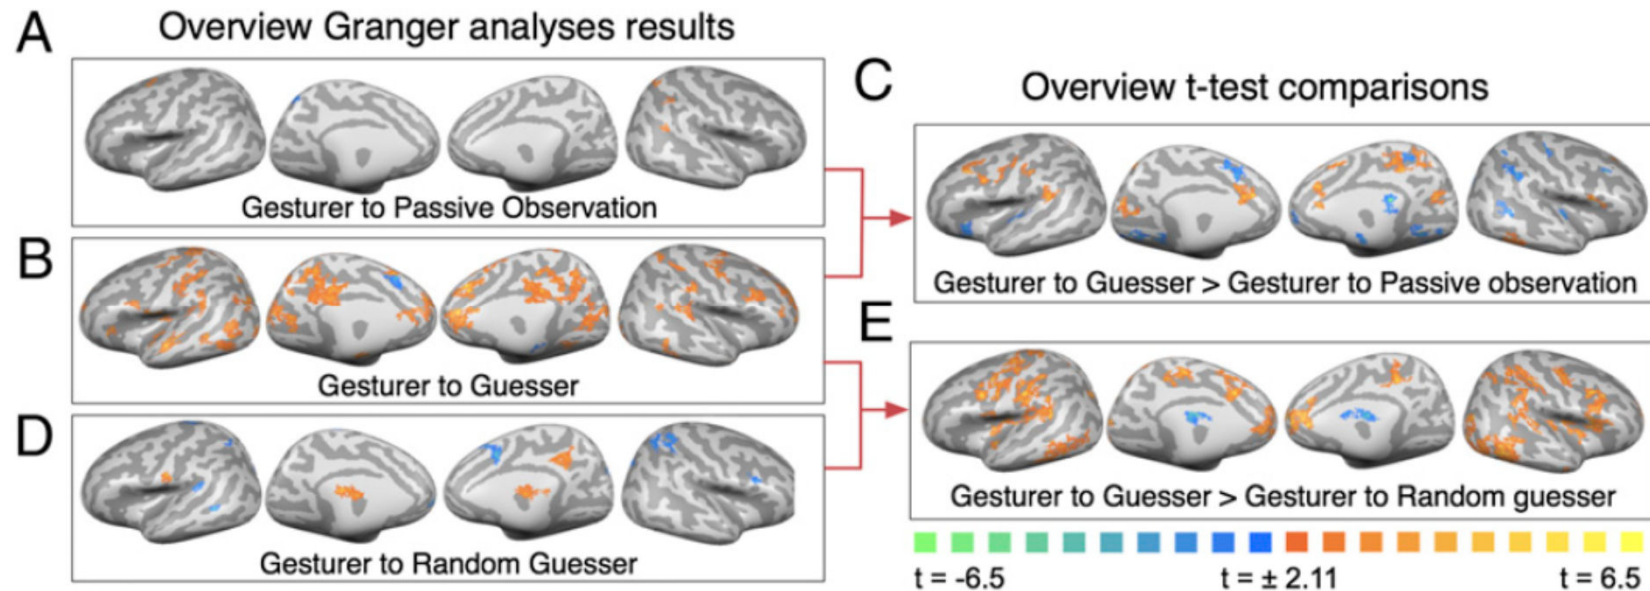 A
Overview Granger analyses results
Gesturer to Passive Observation
B
Gesturer to Guesser
D
Gesturer to Random Guesser
C
Overview t-test comparisons
Gesturer to Guesser > Gesturer to Passive observation
E
Gesturer to Guesser > Gesturer to Random guesser
t = -6.5
t = ± 2.11
t = 6.5